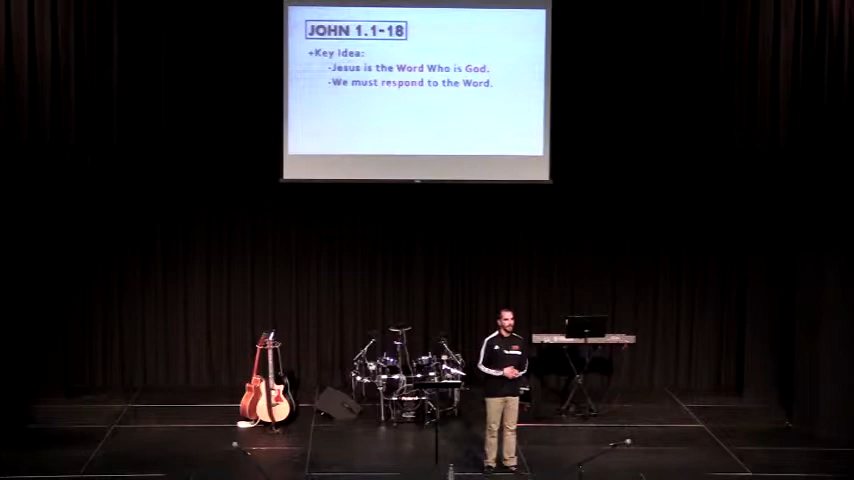 JOHN 1.1-18
+Key Idea:
-Jesus is the Word Who is God.
-We must respond to the Word.